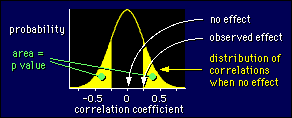 probability
no effect
observed effect
area =
p value
distribution of
correlations
when no effect
-0.5
0
0.5
correlation coefficient